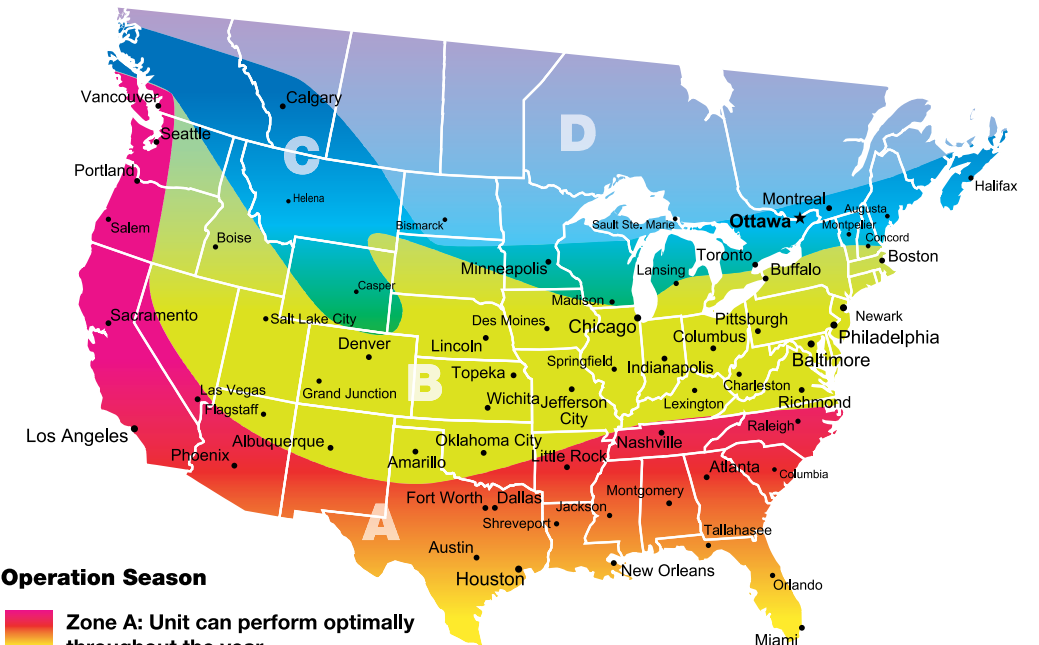 Vancouver
Calgary
Seattle
C
D
Portland
Helena
Halifax
Montreal
Augusta
Ottawa
Salem
Bismarck
Sault Ste. Marie
Montpelier
Boise
Concord
Toronto
Boston
Minneapolis
Lansing
Buffalo
Casper
Madison
Sacramento
Salt Lake City
Des Moines
Chicago
Pittsburgh
Newark
Denver
Lincoln
Columbus
Philadelphia
Springfield
Indianapolis
Baltimore
Topeka
B
Grand Junction
Charleston
Las Vegas
Wichita
Jefferson
City
Lexington
Richmond
Flagstaff
Raleigh
Los Angeles
Albuquerque
Oklahoma City
Nashville
Phoenix
Amarillo
Little Rock
Atlanta
Columbia
Fort Worth
Dallas
Montgomery
Jackson
A
Shreveport
Tallahasee
Austin
Houston
New Orleans
Operation Season
Orlando
Zone A: Unit can perform optimally
throughout the year
Miami